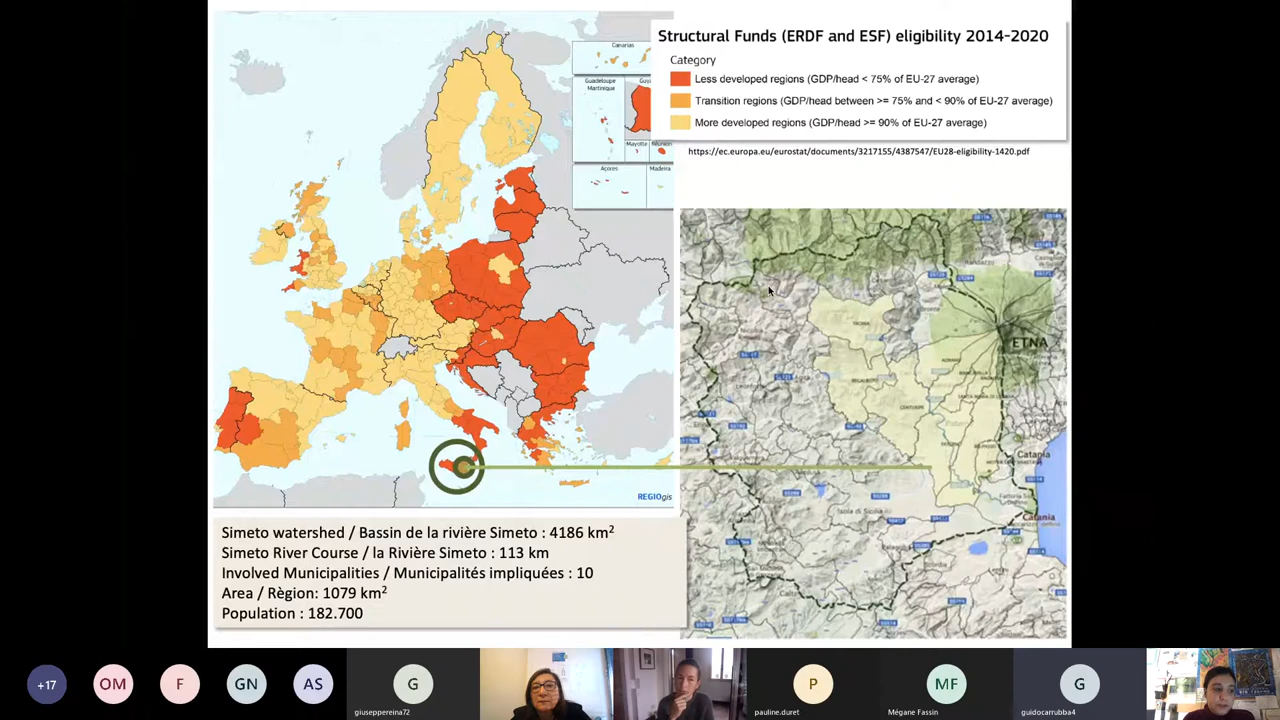 Structural Funds (ERDF and ESF) eligibility 2014-2020
Category
Less developed regions (GDP/head < 75% of EU-27 average)
Transition regions (GDP/head between >= 75% and < 90% of EU-27 average)
More developed regions (GDP/head >= 90% of EU-27 average)
https://ec.europa.eu/eurostat/documents/3217155/4387547/EU28-eligibility-1420.pdf
Canarias
Guadeloupe
Martinique
Mayotte
Réunion
Açores
Madeira
REGIOgis
ETNA
Catania
Catania
Simeto watershed / Bassin de la rivière Simeto : 4186 km²
Simeto River Course / la Rivière Simeto : 113 km
Involved Municipalities / Municipalités impliquées : 10
Area / Règion: 1079 km²
Population : 182.700
+17
OM
F
GN
AS
G
giuseppereina72
P
pauline.duret
MF
Mégane Fassin
G
guidocarrubba4